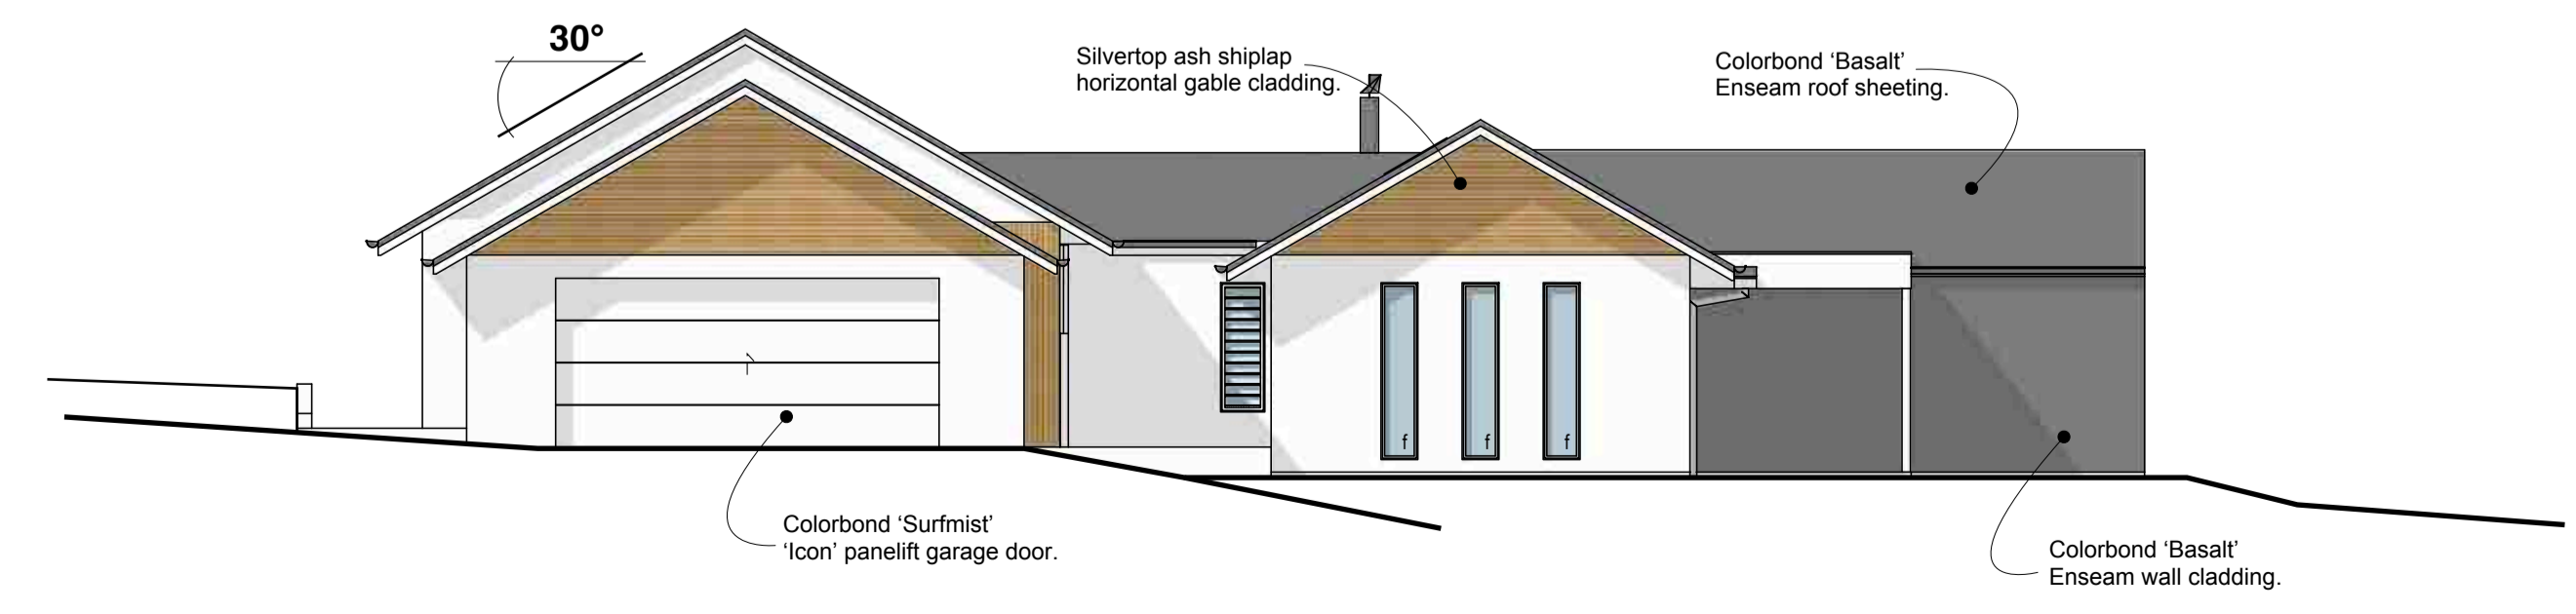 30°
Silvertop ash shiplap
horizontal gable cladding.
Colorbond ‘Basalt’
Enseam roof sheeting.
f
f
f
Colorbond ‘Surfmist’
‘Icon’ panelift garage door.
Colorbond ‘Basalt’
Enseam wall cladding.